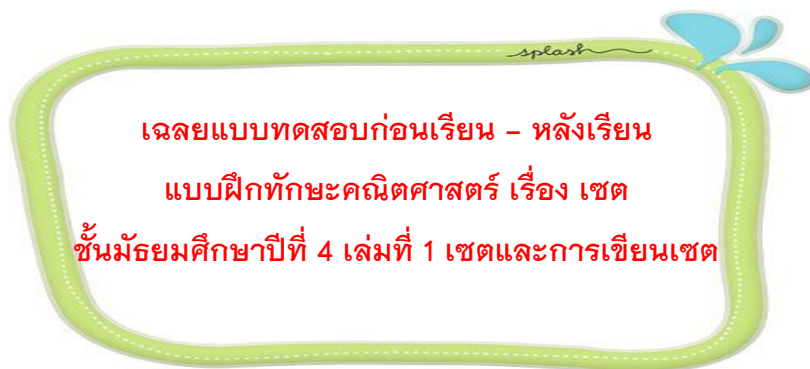 splash
เฉลยแบบทดสอบก่อนเรียน – หลังเรียน
แบบฝึกทักษะคณิตศาสตร์ เรื่อง เซต
ชั้นมัธยมศึกษาปีที่ 4 เล่มที่ 1 เซตและการเขียนเซต